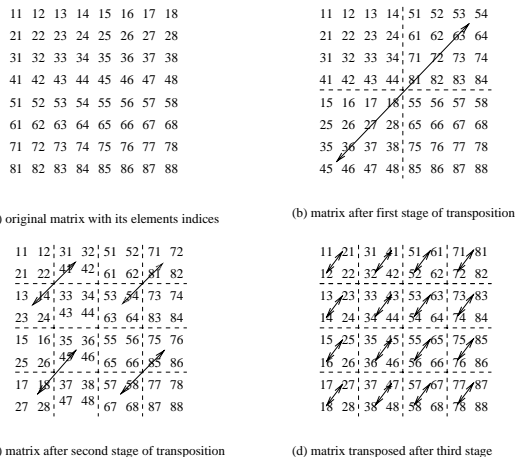 11 12 13 14 15 16 17 18
21 22 23 24 25 26 27 28
31 32 33 34 35 36 37 38
41 42 43 44 45 46 47 48
51 52 53 54 55 56 57 58
61 62 63 64 65 66 67 68
71 72 73 74 75 76 77 78
81 82 83 84 85 86 87 88
) original matrix with its elements indices
11 12 13 14 51 52 53 54
21 22 23 24 61 62 63 64
31 32 33 34 71 72 73 74
41 42 43 44 81 82 83 84
15 16 17 18 55 56 57 58
25 26 27 28 65 66 67 68
35 36 37 38 75 76 77 78
45 46 47 48 85 86 87 88
(b) matrix after first stage of transposition
11 12 31 32 51 52 71 72
21 22 41 42 61 62 81 82
13 14 33 34 53 54 73 74
23 24 43 44 63 64 83 84
15 16 35 36 55 56 75 76
25 26 45 46 65 66 85 86
17 18 37 38 57 58 77 78
27 28 47 48 67 68 87 88
) matrix after second stage of transposition
11 21 31 41 51 61 71 81
12 22 32 42 52 62 72 82
13 23 33 43 53 63 73 83
14 24 34 44 54 64 74 84
15 25 35 45 55 65 75 85
16 26 36 46 56 66 76 86
17 27 37 47 57 67 77 87
18 28 38 48 58 68 78 88
(d) matrix transposed after third stage